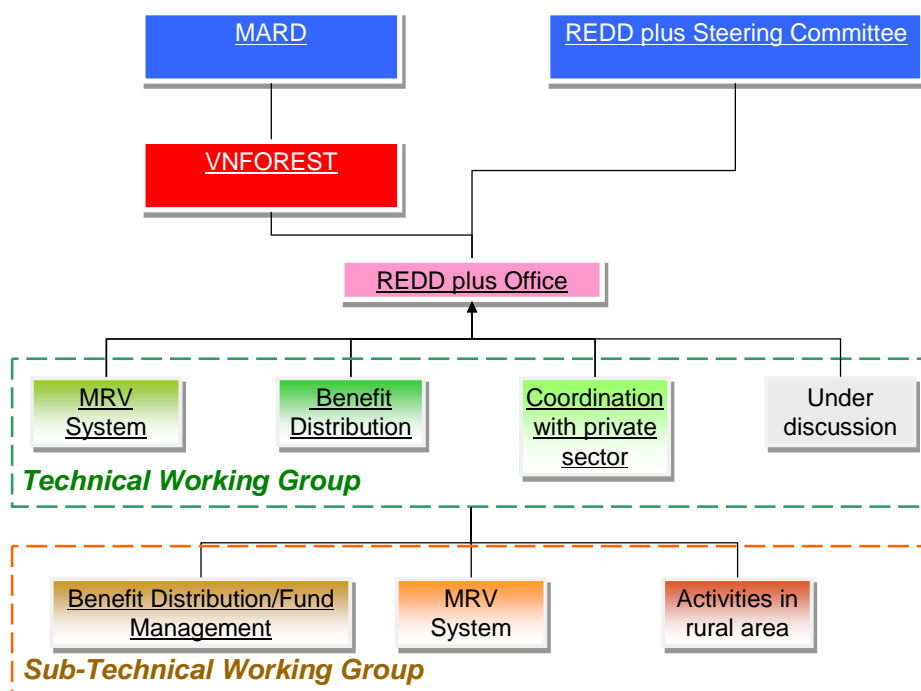 MARD
REDD plus Steering Committee
VNFOREST
REDD plus Office
MRV
System
Benefit
Distribution
Coordination
with private
sector
Under
discussion
Technical Working Group
Benefit Distribution/Fund
Management
MRV
System
Activities in
rural area
Sub-Technical Working Group